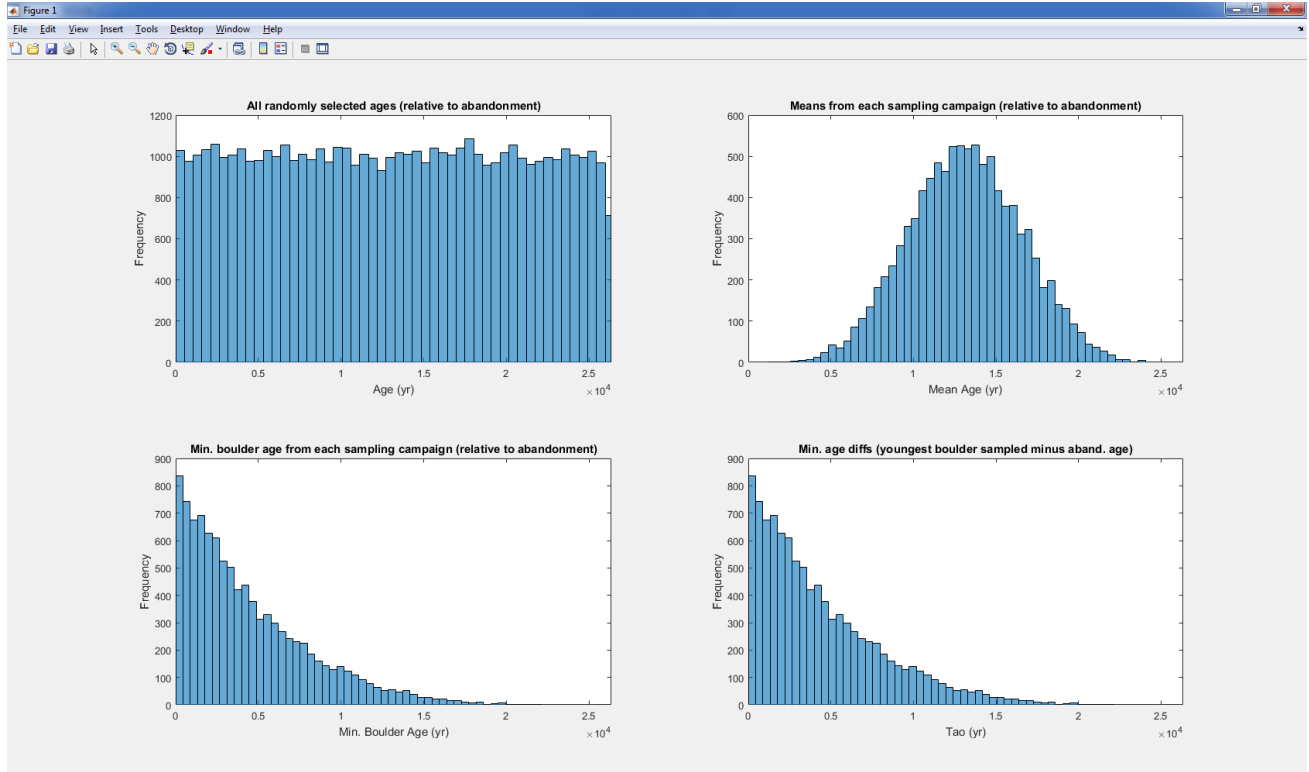 Figure 1
File Edit View Insert Tools Desktop Window Help
All randomly selected ages (relative to abandonment)
1200
1000
800
600
400
200
0
Frequency
0 0.5 1 1.5 2 2.5
Age (yr)
×10^4
Means from each sampling campaign (relative to abandonment)
600
500
400
300
200
100
0
Frequency
0 0.5 1 1.5 2 2.5
Mean Age (yr)
×10^4
Min. boulder age from each sampling campaign (relative to abandonment)
900
800
700
600
500
400
300
200
100
0
Frequency
0 0.5 1 1.5 2 2.5
Min. Boulder Age (yr)
×10^4
Min. age diffs (youngest boulder sampled minus aband. age)
900
800
700
600
500
400
300
200
100
0
Frequency
0 0.5 1 1.5 2 2.5
Tao (yr)
×10^4